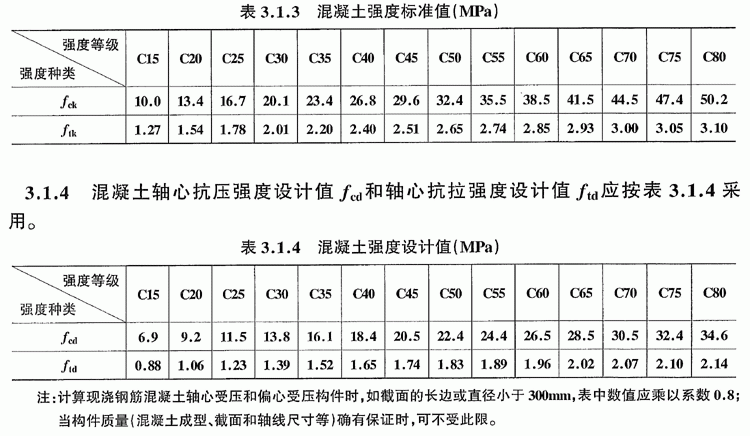 表 3.1.3 混凝土强度标准值(MPa)
强度等级 C15 C20 C25 C30 C35 C40 C45 C50 C55 C60 C65 C70 C75 C80
强度种类
fck 10.0 13.4 16.7 20.1 23.4 26.8 29.6 32.4 35.5 38.5 41.5 44.5 47.4 50.2
ftk 1.27 1.54 1.78 2.01 2.20 2.40 2.51 2.65 2.74 2.85 2.93 3.00 3.05 3.10
3.1.4 混凝土轴心抗压强度设计值 fcd和轴心抗拉强度设计值 ftd应按表 3.1.4 采
用。
表 3.1.4 混凝土强度设计值(MPa)
强度等级 C15 C20 C25 C30 C35 C40 C45 C50 C55 C60 C65 C70 C75 C80
强度种类
fcd 6.9 9.2 11.5 13.8 16.1 18.4 20.5 22.4 24.4 26.5 28.5 30.5 32.4 34.6
ftd 0.88 1.06 1.23 1.39 1.52 1.65 1.74 1.83 1.89 1.96 2.02 2.07 2.10 2.14
注:计算现浇钢筋混凝土轴心受压和偏心受压构件时,如截面的长边或直径小于 300mm,表中数值应乘以系数 0.8;
当构件质量(混凝土成型、截面和轴线尺寸等)确有保证时,可不受此限。